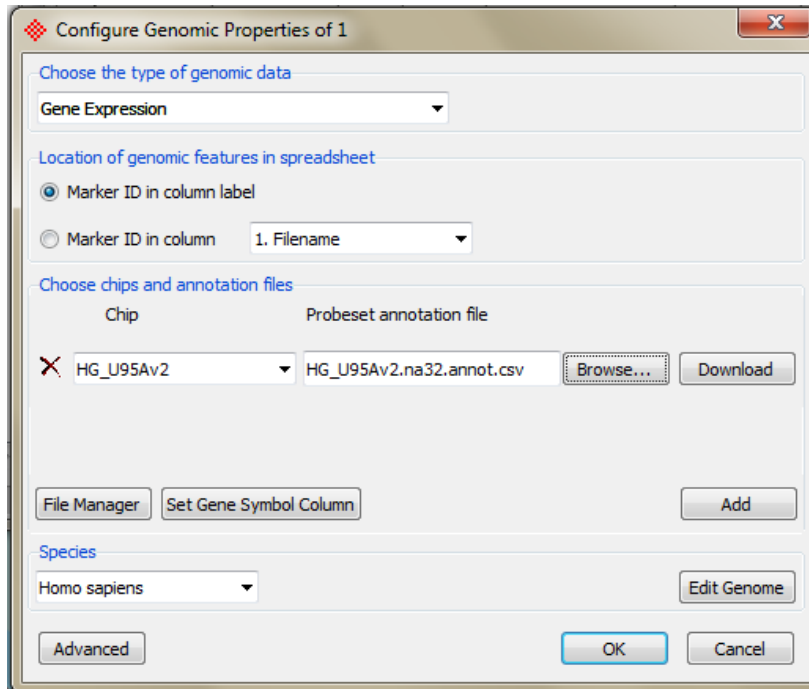 Configure Genomic Properties of 1
Choose the type of genomic data
Gene Expression
Location of genomic features in spreadsheet
Marker ID in column label
Marker ID in column 1. Filename
Choose chips and annotation files
Chip Probeset annotation file
HG_U95Av2 HG_U95Av2.na32.annot.csv Browse... Download
File Manager Set Gene Symbol Column Add
Species
Homo sapiens Edit Genome
Advanced OK Cancel